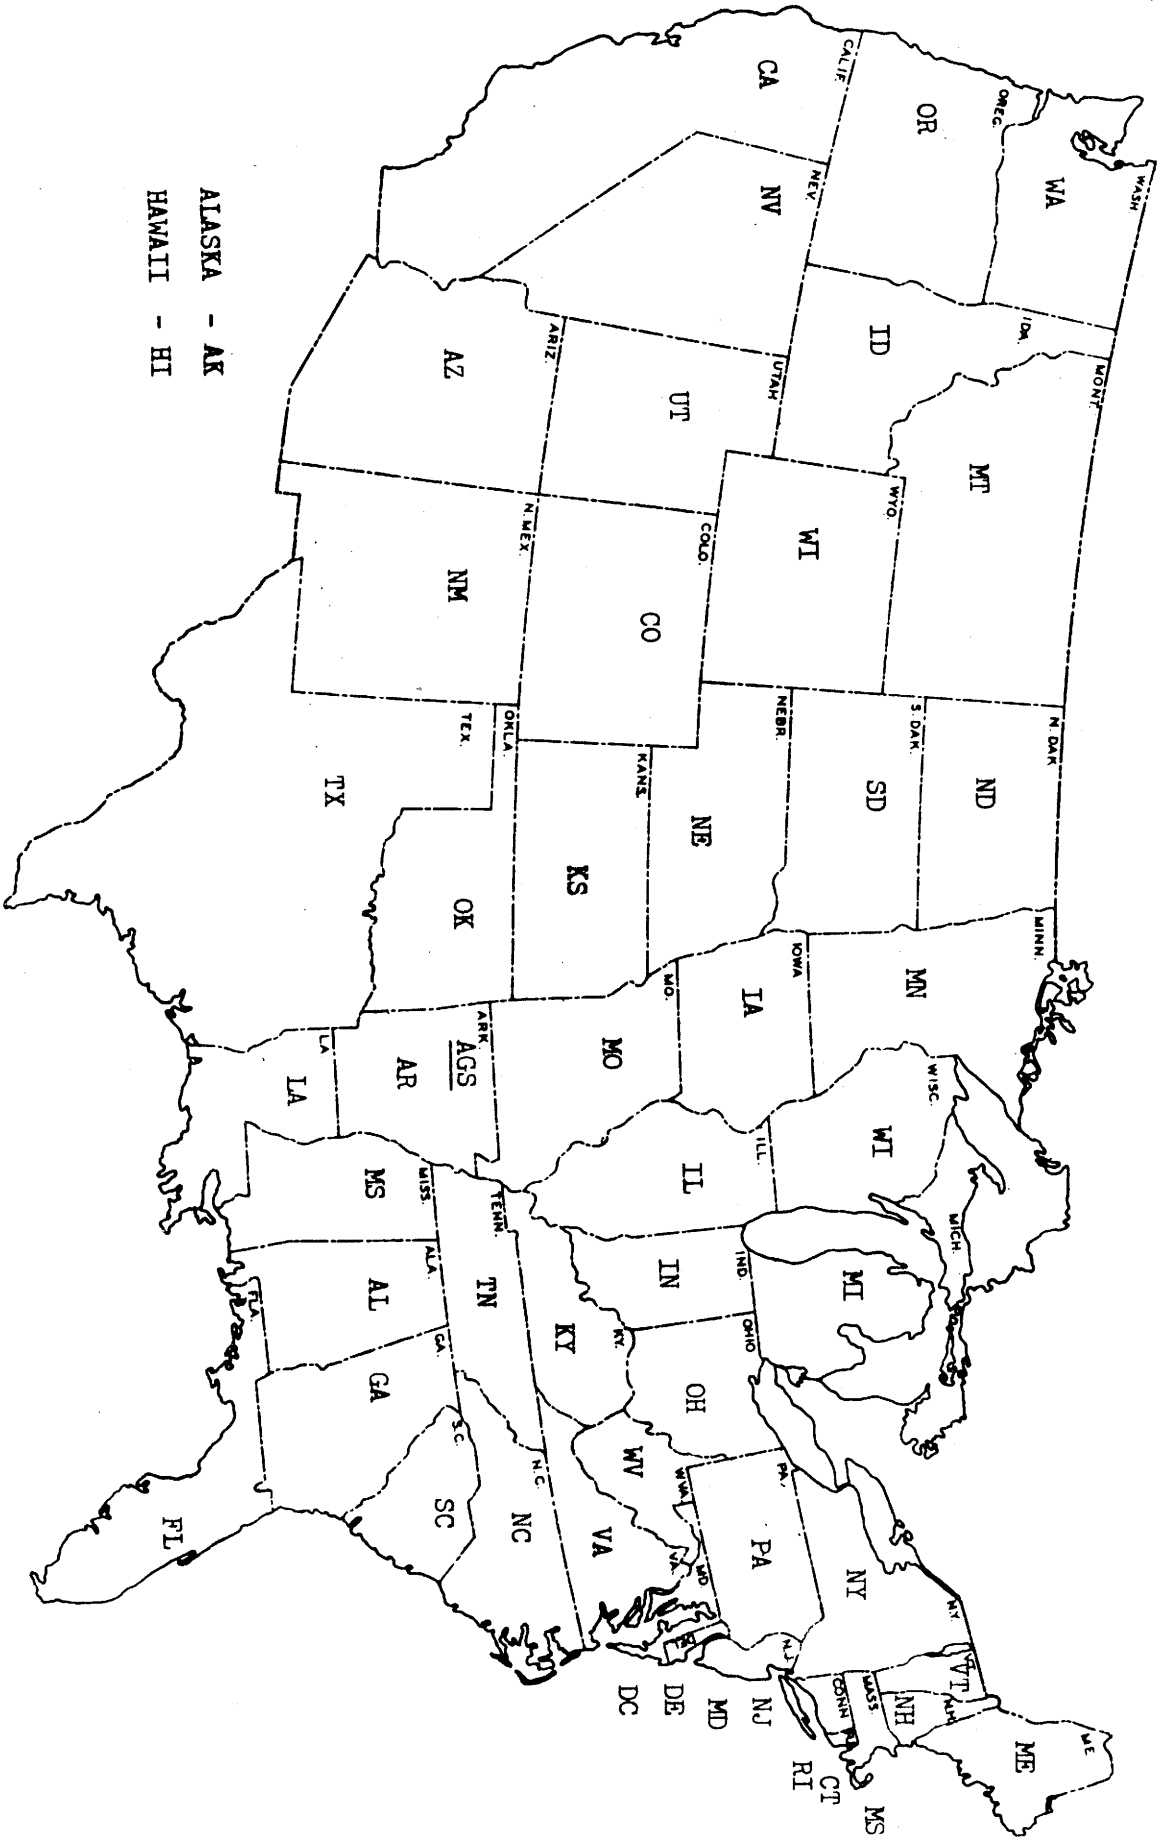 WASH.
WA
OREG.
OR
CALIF.
CA
NEV.
NV
IDA.
ID
MONT.
MT
WYO.
WI
UTAH
UT
ARIZ.
AZ
COLO.
CO
N. MEX.
NM
N. DAK
ND
S. DAK.
SD
NEBR.
NE
KANS.
KS
OKLA.
OK
TEX.
TX
MINN.
MN
IOWA
IA
MO.
MO
ARK.
AGS
AR
LA
LA
WISC.
WI
ILL.
IL
MICH.
MI
IND.
IN
OHIO
OH
KY.
KY
TENN.
TN
MISS.
MS
ALA.
AL
GA.
GA
FLA.
FL
S.C.
SC
N.C.
NC
W.VA.
WV
VA.
VA
MD
PA.
PA
N.Y.
NY
N.J.
VT
N.H.
NH
MASS.
CONN
ME
ME
MS
CT
RI
NJ
MD
DE
DC
ALASKA - AK
HAWAII - HI